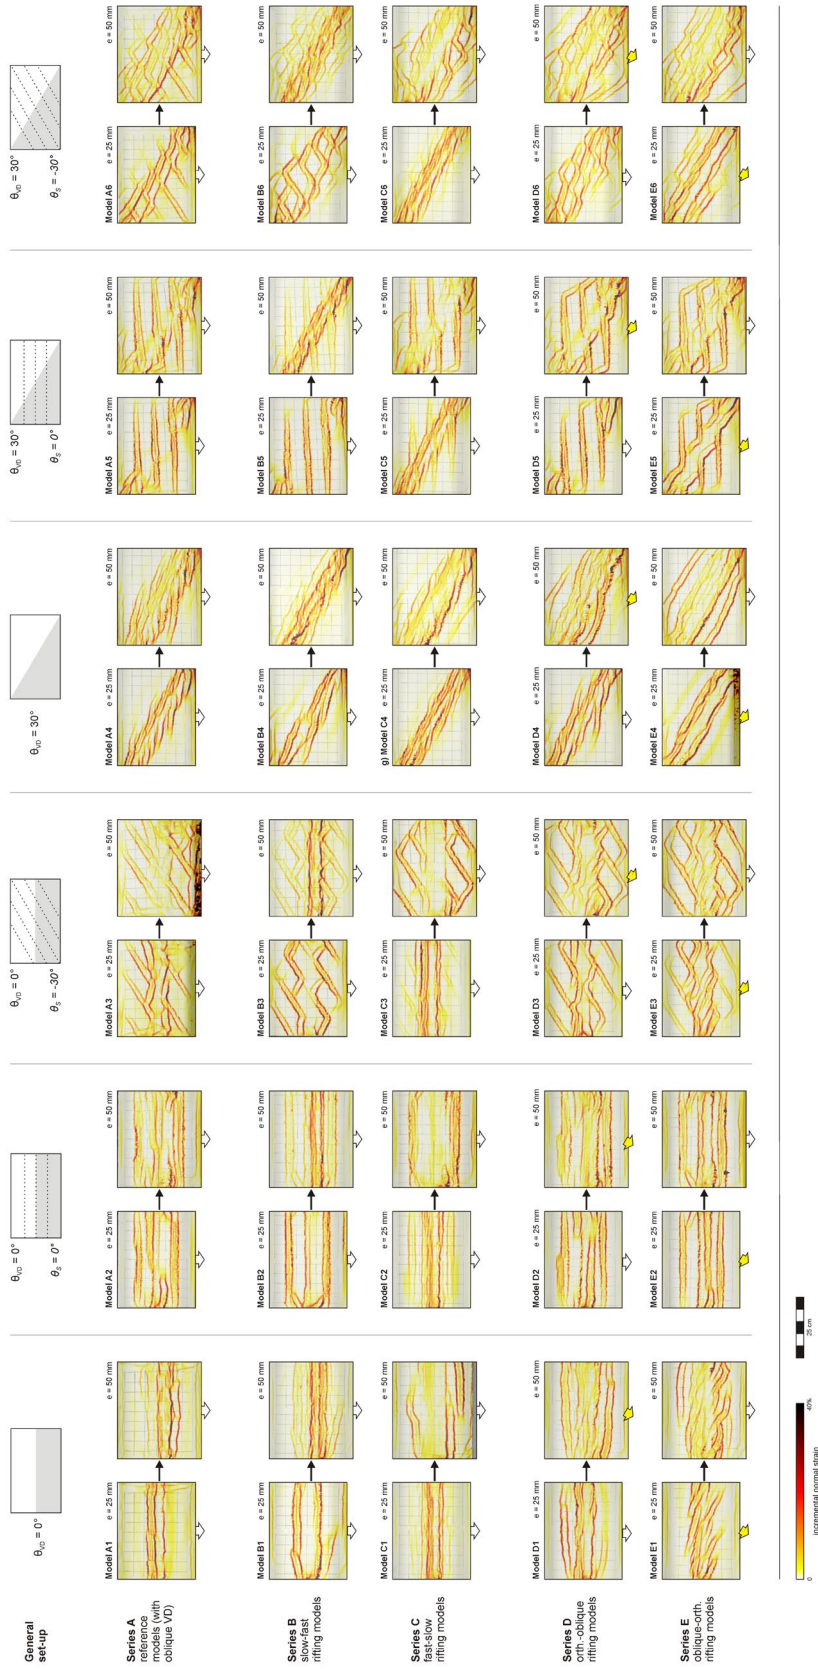 General
set-up
θVD = 0°
θVD = 0°
θS = 0°
θVD = 0°
θS = -30°
θVD = 30°
θVD = 30°
θS = 0°
θVD = 30°
θS = -30°
Series A
reference
models (with
oblique VD)
Model A1
e = 25 mm
e = 50 mm
Model A2
e = 25 mm
e = 50 mm
Model A3
e = 25 mm
e = 50 mm
Model A4
e = 25 mm
e = 50 mm
Model A5
e = 25 mm
e = 50 mm
Model A6
e = 25 mm
e = 50 mm
Series B
slow-fast
rifting models
Model B1
e = 25 mm
e = 50 mm
Model B2
e = 25 mm
e = 50 mm
Model B3
e = 25 mm
e = 50 mm
Model B4
e = 25 mm
e = 50 mm
Model B5
e = 25 mm
e = 50 mm
Model B6
e = 25 mm
e = 50 mm
Series C
fast-slow
rifting models
Model C1
e = 25 mm
e = 50 mm
Model C2
e = 25 mm
e = 50 mm
Model C3
e = 25 mm
e = 50 mm
g) Model C4
e = 25 mm
e = 50 mm
Model C5
e = 25 mm
e = 50 mm
Model C6
e = 25 mm
e = 50 mm
Series D
orth.-oblique
rifting models
Model D1
e = 25 mm
e = 50 mm
Model D2
e = 25 mm
e = 50 mm
Model D3
e = 25 mm
e = 50 mm
Model D4
e = 25 mm
e = 50 mm
Model D5
e = 25 mm
e = 50 mm
Model D6
e = 25 mm
e = 50 mm
Series E
oblique-orth.
rifting models
Model E1
e = 25 mm
e = 50 mm
Model E2
e = 25 mm
e = 50 mm
Model E3
e = 25 mm
e = 50 mm
Model E4
e = 25 mm
e = 50 mm
Model E5
e = 25 mm
e = 50 mm
Model E6
e = 25 mm
e = 50 mm
0
40%
incremental normal strain
25 cm